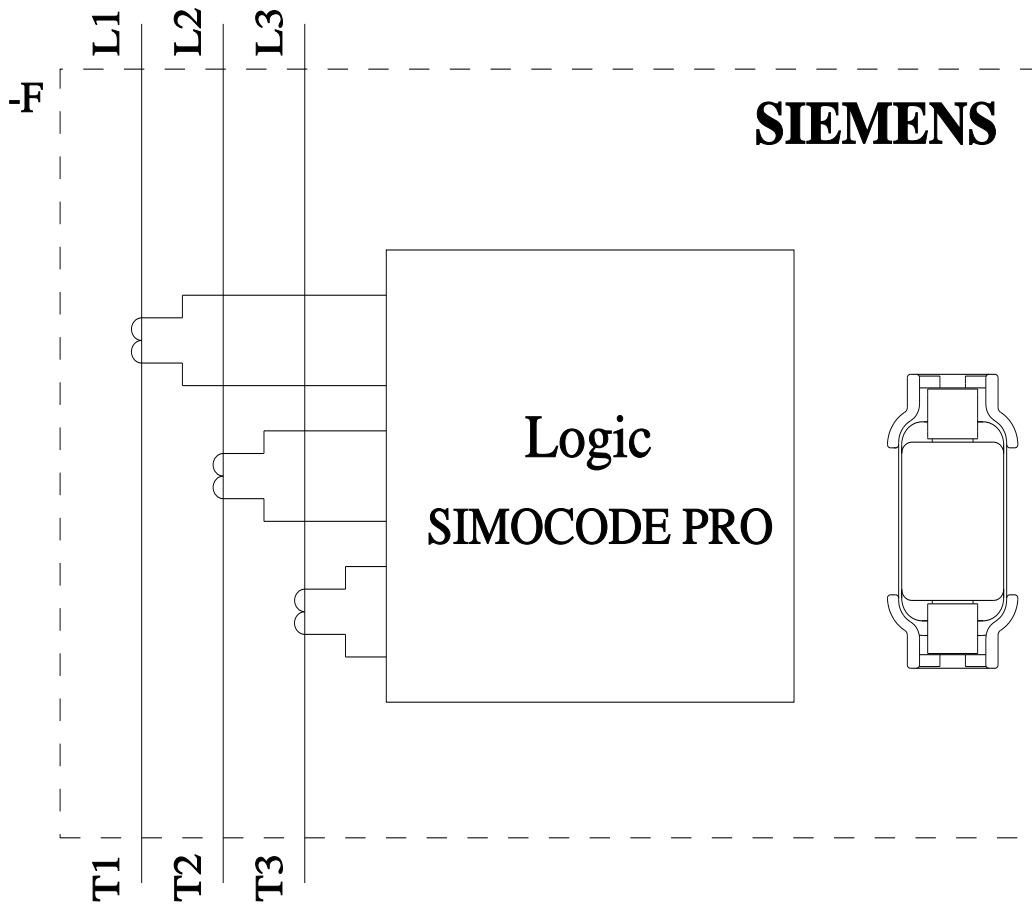 L1 L2 L3
-F
SIEMENS
Logic
SIMOCODE PRO
T1 T2 T3